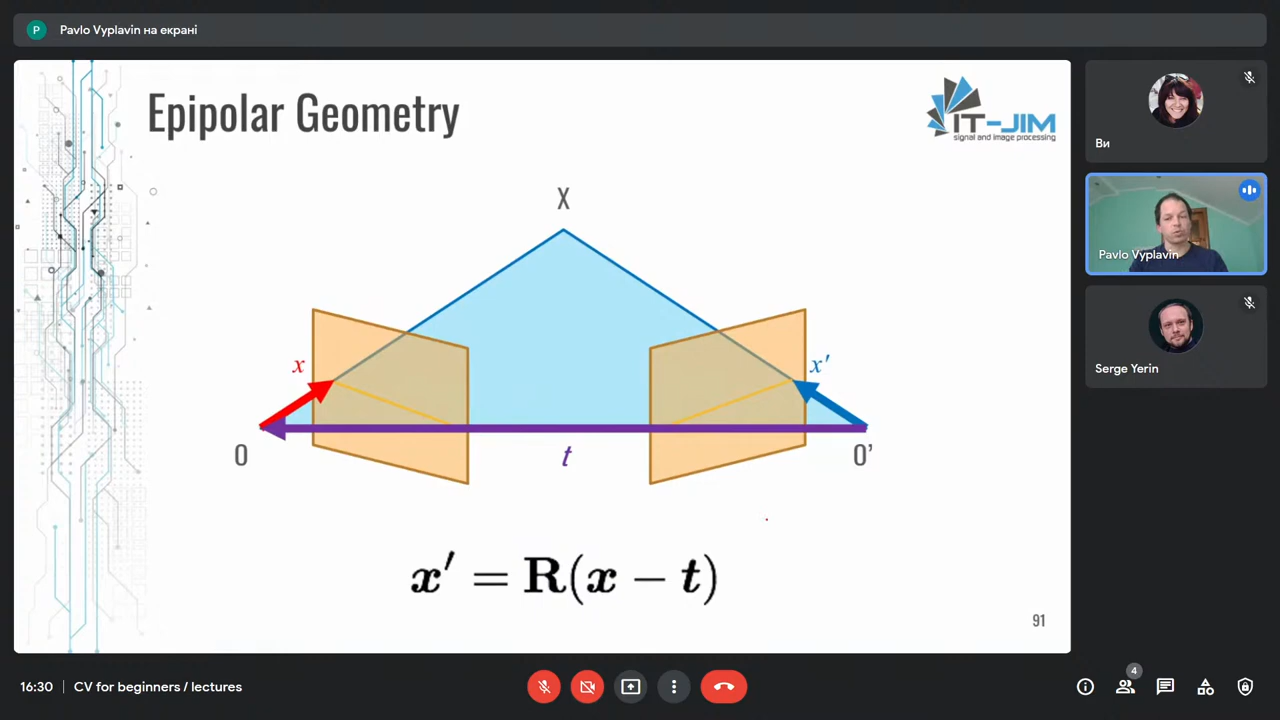 P Pavlo Vyplavin на екрані
Epipolar Geometry
IT-JIM
signal and image processing
X
x
x′
O
t
O’
x′ = R(x − t)
91
Ви
Pavlo Vyplavin
Serge Yerin
16:30 | CV for beginners / lectures
4